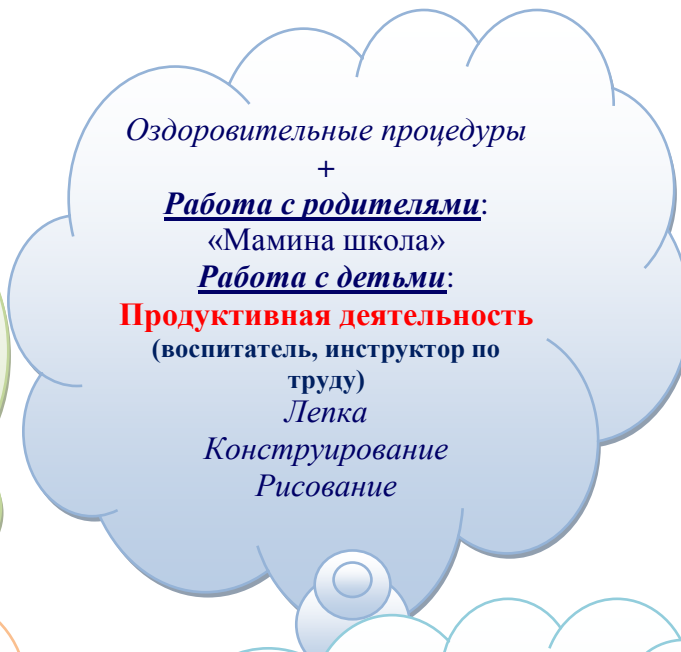 Оздоровительные процедуры
+
Работа с родителями:
«Мамина школа»
Работа с детьми:
Продуктивная деятельность
(воспитатель, инструктор по
труду)
Лепка
Конструирование
Рисование